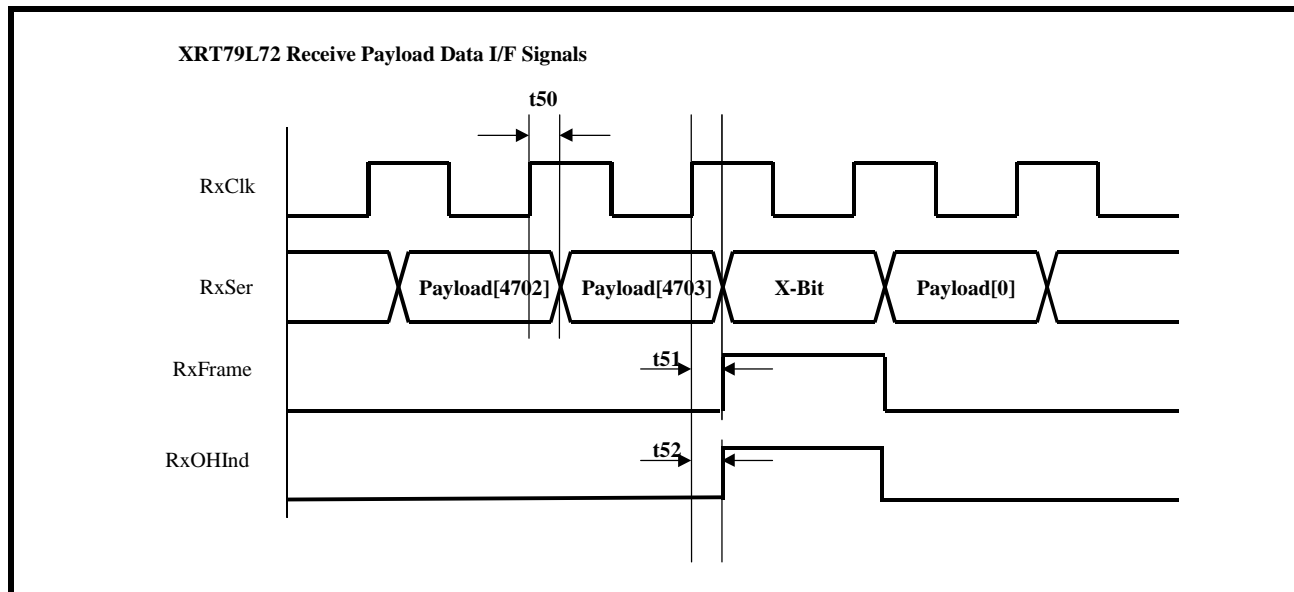 XRT79L72 Receive Payload Data I/F Signals
t50
RxClk
RxSer
Payload[4702]
Payload[4703]
X-Bit
Payload[0]
RxFrame
t51
RxOHInd
t52